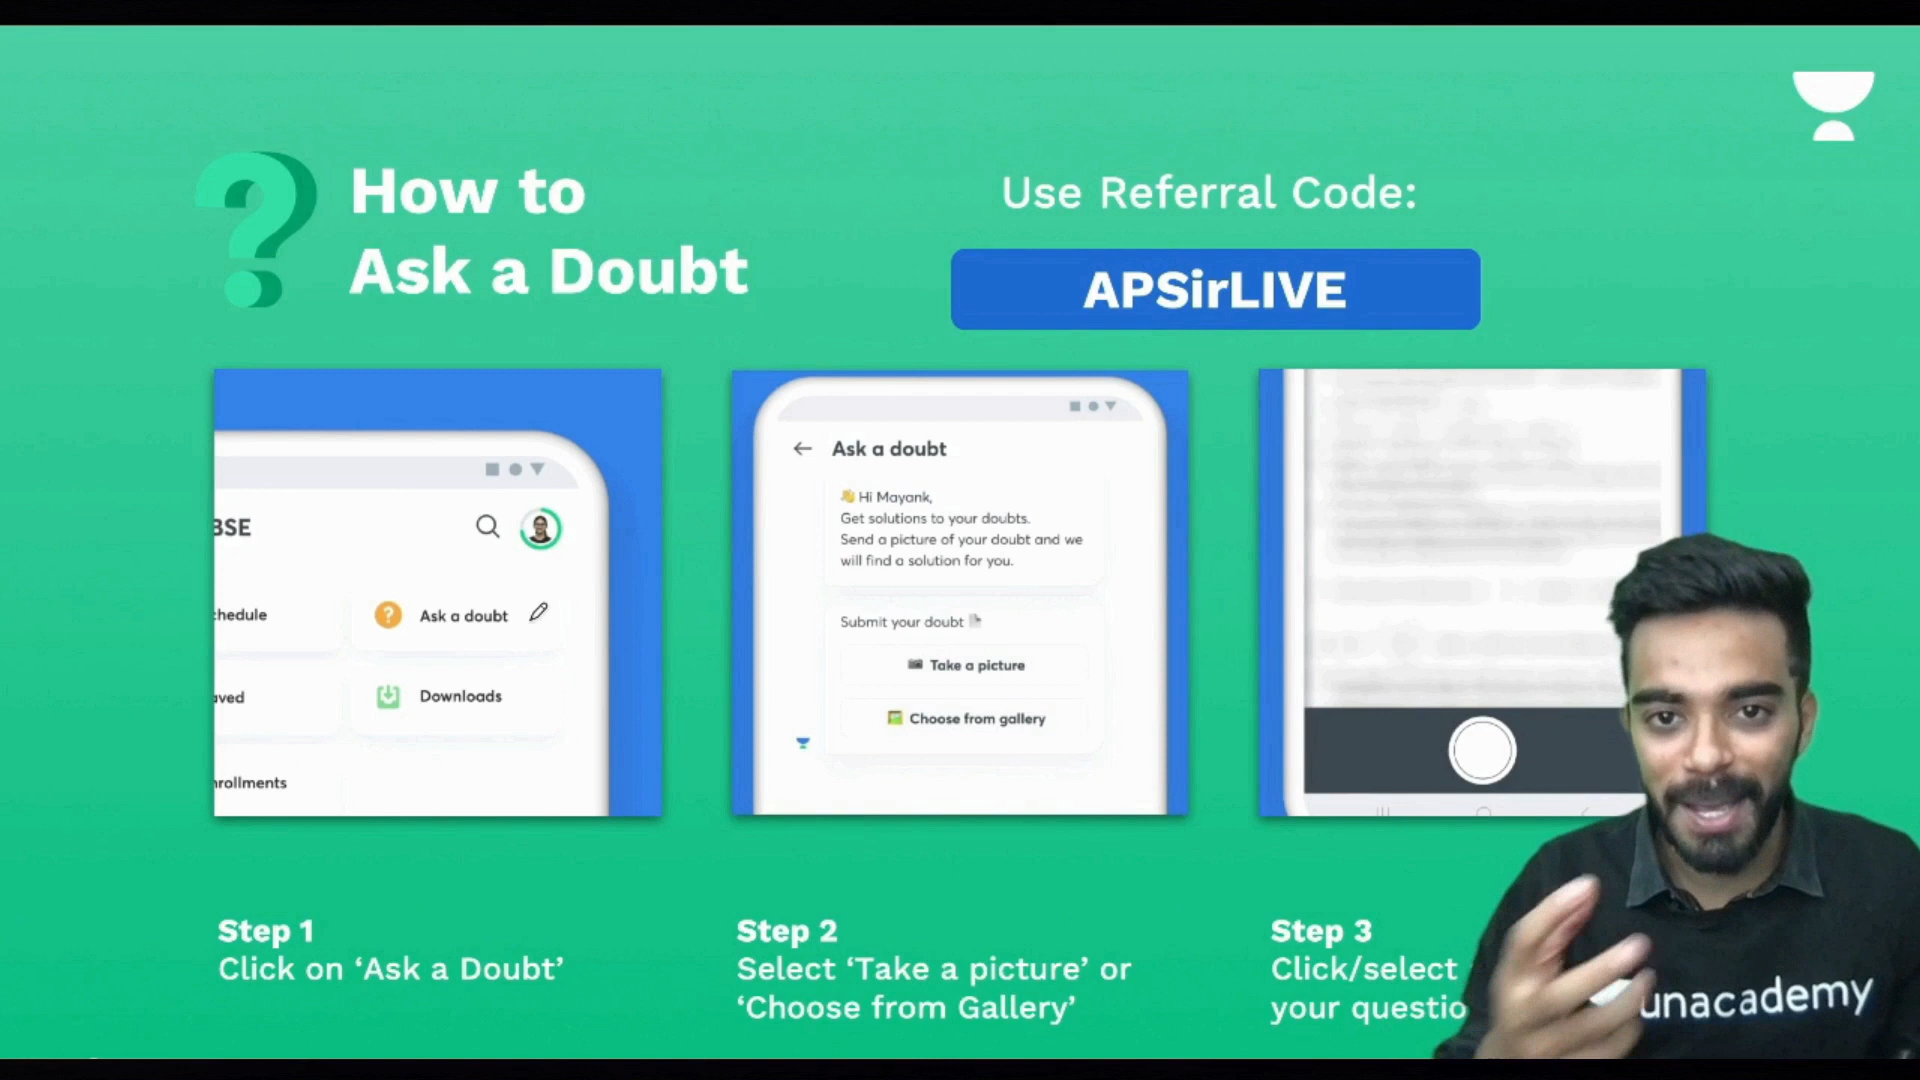 How to
Ask a Doubt
Use Referral Code:
APSirLIVE
BSE
chedule
Ask a doubt
aved
Downloads
nrollments
Ask a doubt
Hi Mayank,
Get solutions to your doubts.
Send a picture of your doubt and we
will find a solution for you.
Submit your doubt
Take a picture
Choose from gallery
Step 1
Click on ‘Ask a Doubt’
Step 2
Select ‘Take a picture’ or
‘Choose from Gallery’
Step 3
Click/select
your questio
unacademy